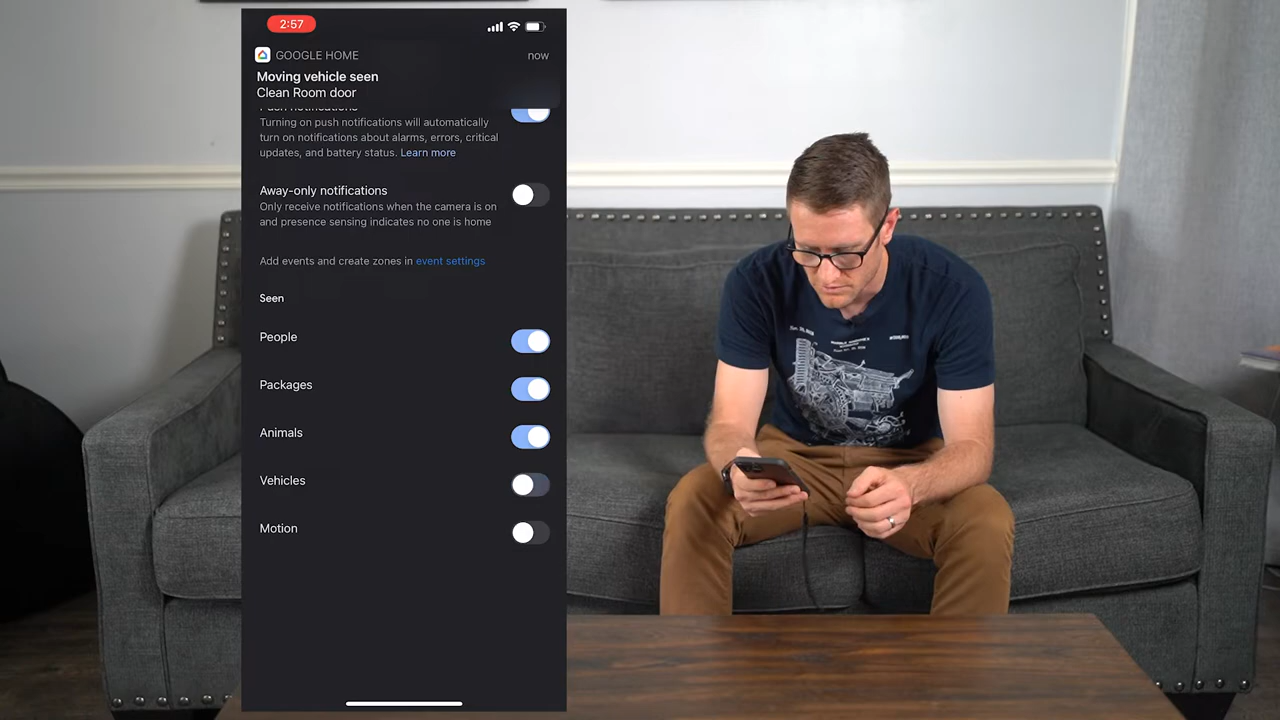 2:57
GOOGLE HOME
now
Moving vehicle seen
Clean Room door
Push notifications
Turning on push notifications will automatically
turn on notifications about alarms, errors, critical
updates, and battery status. Learn more
Away-only notifications
Only receive notifications when the camera is on
and presence sensing indicates no one is home
Add events and create zones in event settings
Seen
People
Packages
Animals
Vehicles
Motion